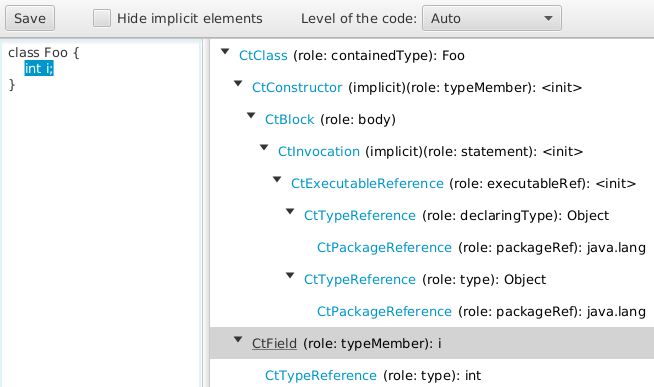 Save Hide implicit elements Level of the code: Auto
class Foo {
int i;
}
CtClass (role: containedType): Foo
CtConstructor (implicit)(role: typeMember): <init>
CtBlock (role: body)
CtInvocation (implicit)(role: statement): <init>
CtExecutableReference (role: executableRef): <init>
CtTypeReference (role: declaringType): Object
CtPackageReference (role: packageRef): java.lang
CtTypeReference (role: type): Object
CtPackageReference (role: packageRef): java.lang
CtField (role: typeMember): i
CtTypeReference (role: type): int